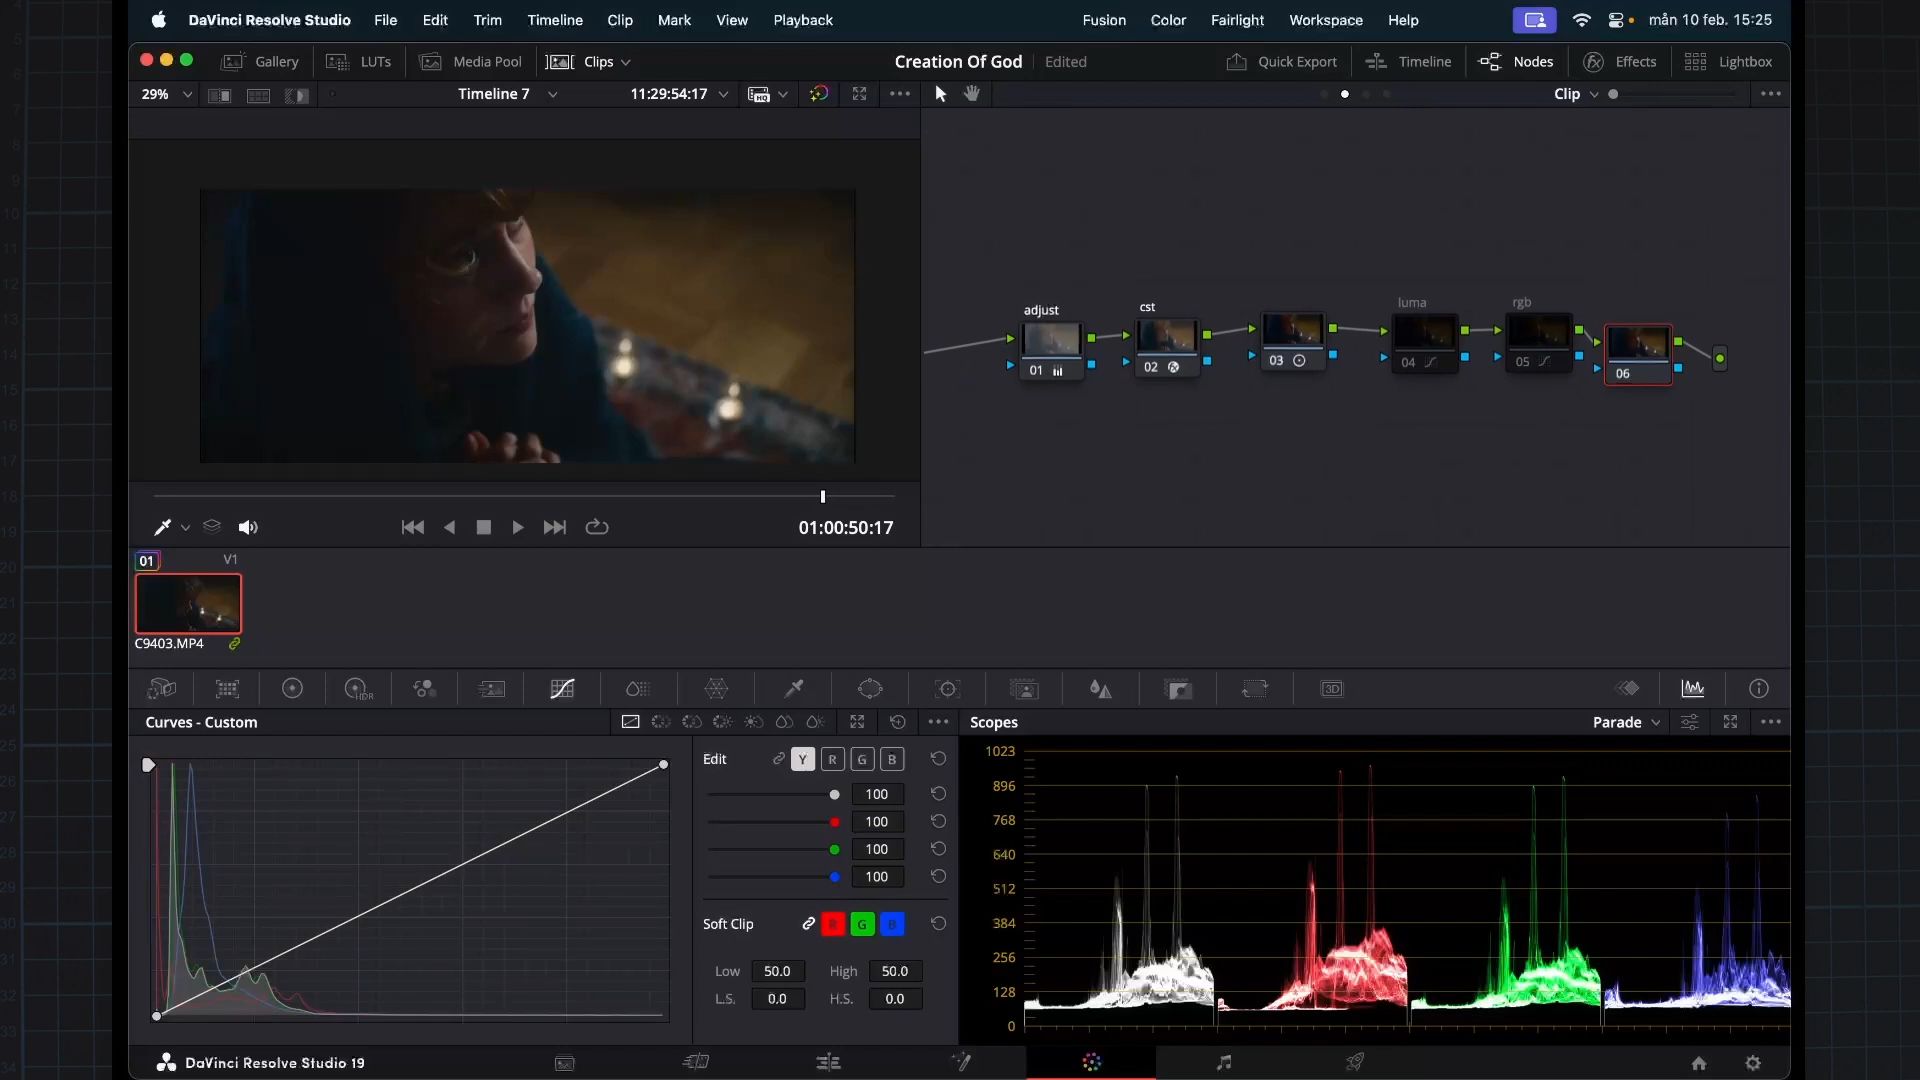 DaVinci Resolve Studio File Edit Trim Timeline Clip Mark View Playback Fusion Color Fairlight Workspace Help mån 10 feb. 15:25
Gallery LUTs Media Pool Clips Creation Of God Edited Quick Export Timeline Nodes Effects Lightbox
29% Timeline 7 11:29:54:17 HQ Clip
adjust cst luma rgb
01 02 03 04 05 06
01:00:50:17
01 V1
C9403.MP4
HDR 3D
Curves - Custom Scopes Parade
Edit Y R G B
100
100
100
100
Soft Clip R G B
Low 50.0 High 50.0
L.S. 0.0 H.S. 0.0
1023
896
768
640
512
384
256
128
0
DaVinci Resolve Studio 19